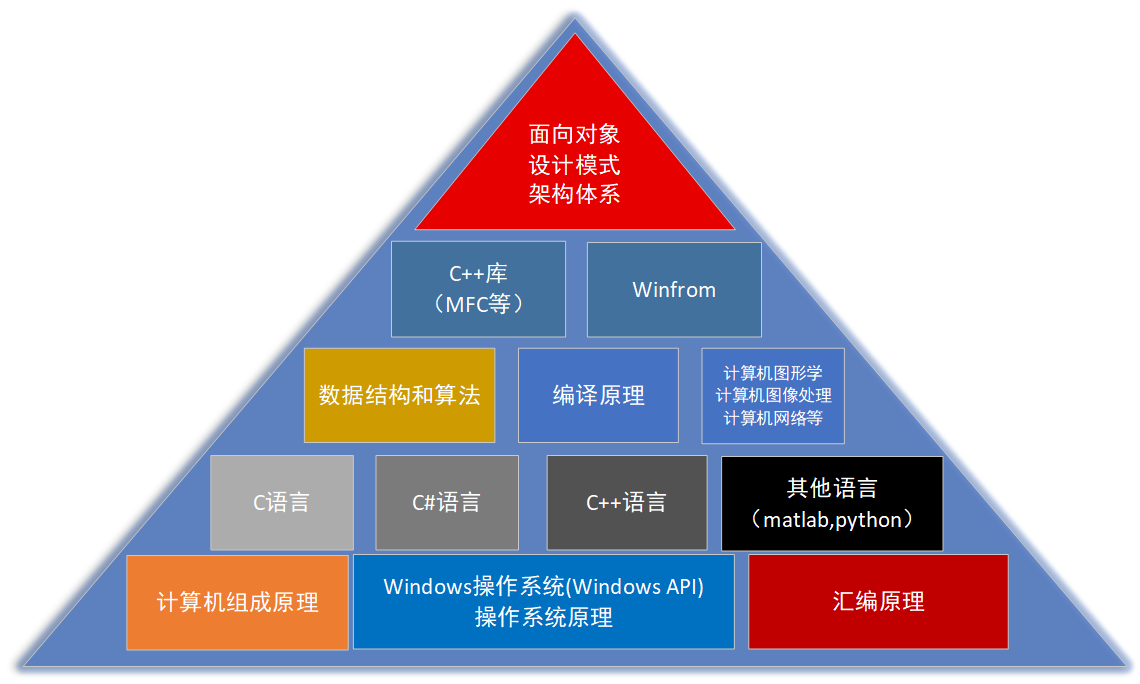 面向对象
设计模式
架构体系
C++库
（MFC等）
Winfrom
数据结构和算法
编译原理
计算机图形学
计算机图像处理
计算机网络等
C语言
C#语言
C++语言
其他语言
（matlab,python）
计算机组成原理
Windows操作系统(Windows API)
操作系统原理
汇编原理